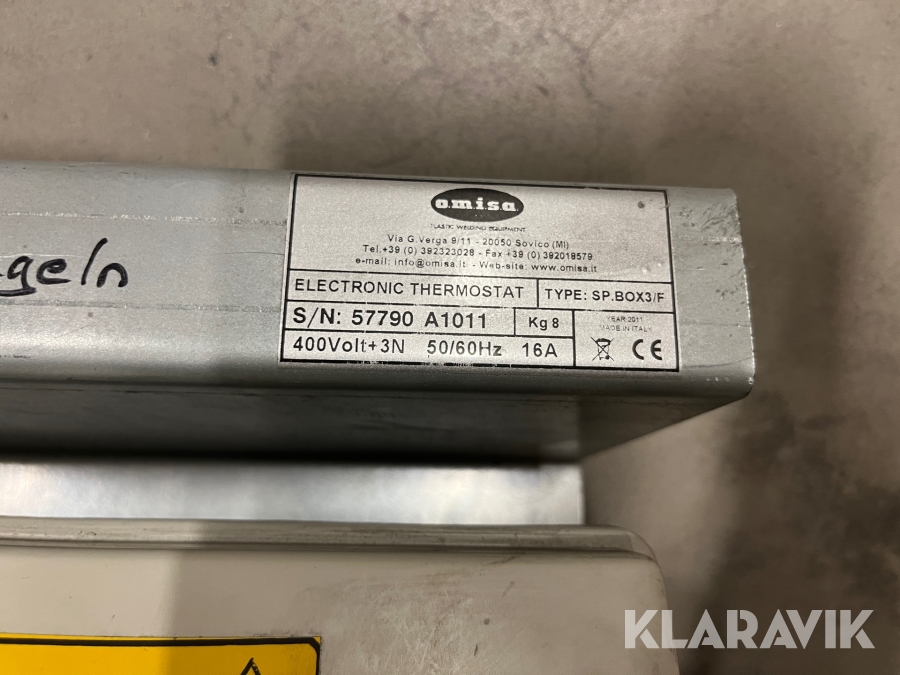 omisa
PLASTIC WELDING EQUIPMENT
Via G.Verga 9/11 - 20050 Sovico (MI)
Tel.+39 (0) 392323028 - Fax +39 (0) 392019579
e-mail: info@omisa.it - Web-site: www.omisa.it
ELECTRONIC THERMOSTAT TYPE: SP.BOX3/F
S/N: 57790 A1011 Kg 8
YEAR 2011
MADE IN ITALY
400Volt+3N 50/60Hz 16A CE
geln
KLARAVIK